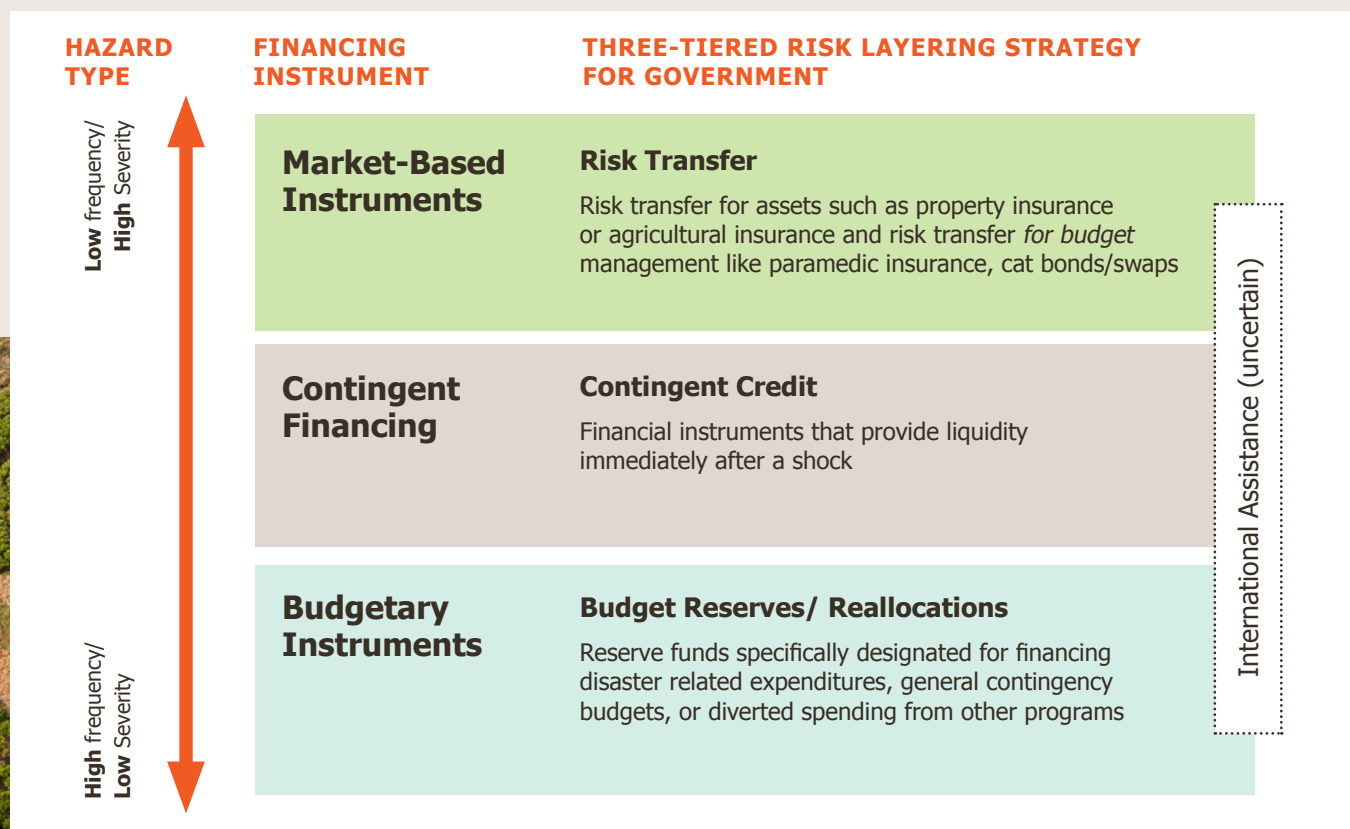 HAZARD
TYPE
FINANCING
INSTRUMENT
THREE-TIERED RISK LAYERING STRATEGY
FOR GOVERNMENT
Low frequency/
High Severity
Market-Based
Instruments
Risk Transfer
Risk transfer for assets such as property insurance
or agricultural insurance and risk transfer for budget
management like paramedic insurance, cat bonds/swaps
Contingent
Financing
Contingent Credit
Financial instruments that provide liquidity
immediately after a shock
High frequency/
Low Severity
Budgetary
Instruments
Budget Reserves/ Reallocations
Reserve funds specifically designated for financing
disaster related expenditures, general contingency
budgets, or diverted spending from other programs
International Assistance (uncertain)